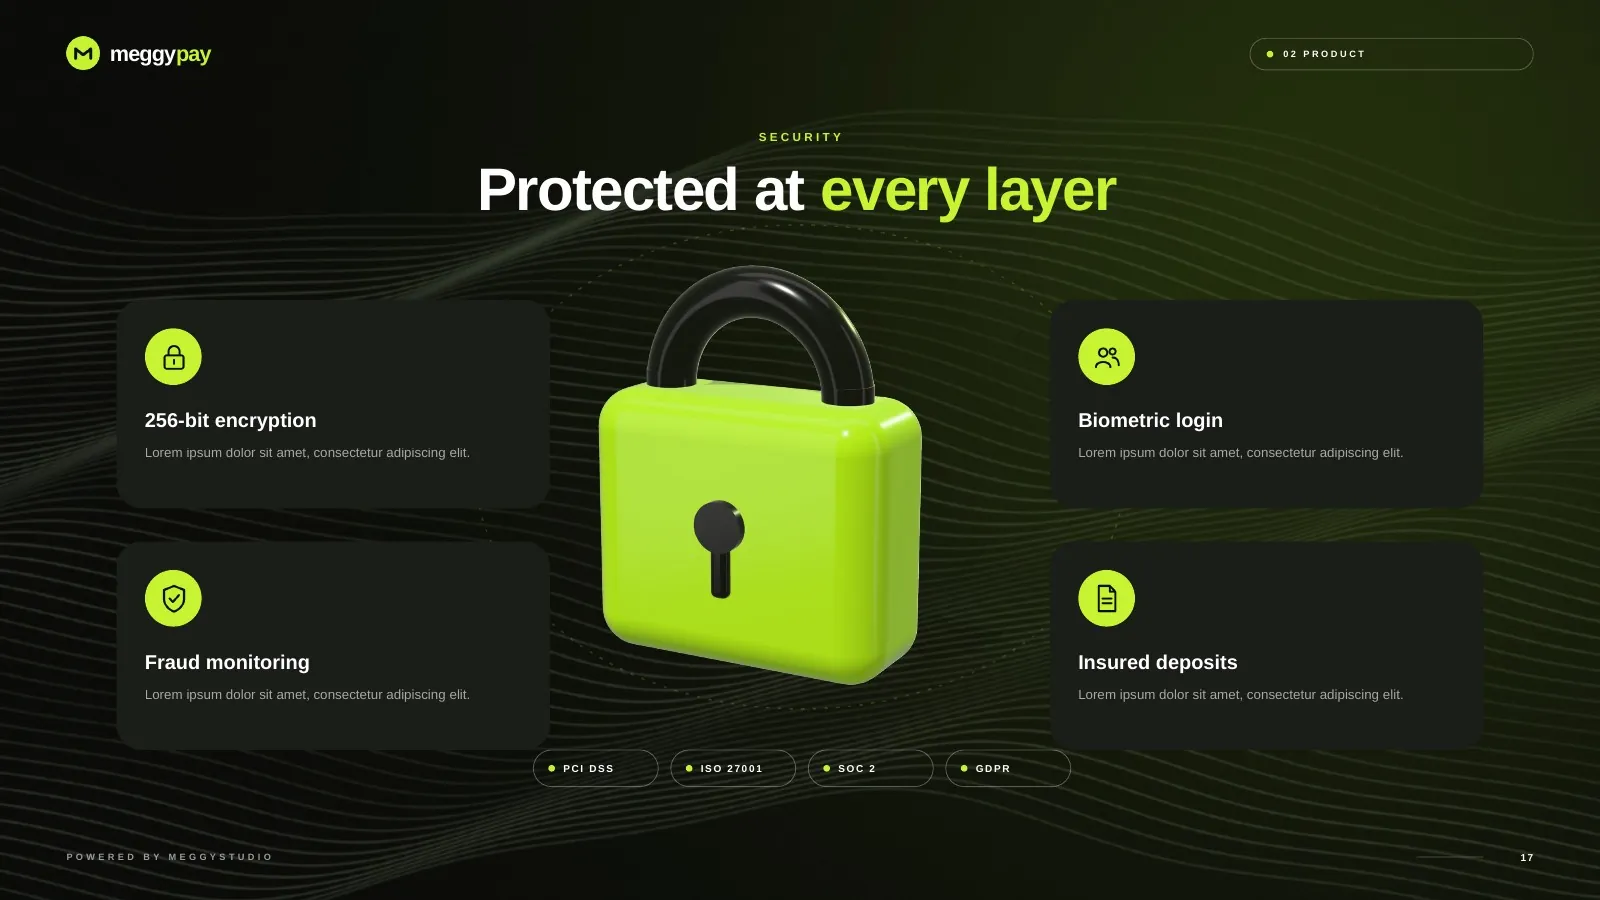 meggypay
02 PRODUCT
SECURITY
Protected at every layer
256-bit encryption
Lorem ipsum dolor sit amet, consectetur adipiscing elit.
Biometric login
Lorem ipsum dolor sit amet, consectetur adipiscing elit.
Fraud monitoring
Lorem ipsum dolor sit amet, consectetur adipiscing elit.
Insured deposits
Lorem ipsum dolor sit amet, consectetur adipiscing elit.
PCI DSS
ISO 27001
SOC 2
GDPR
POWERED BY MEGGYSTUDIO
17